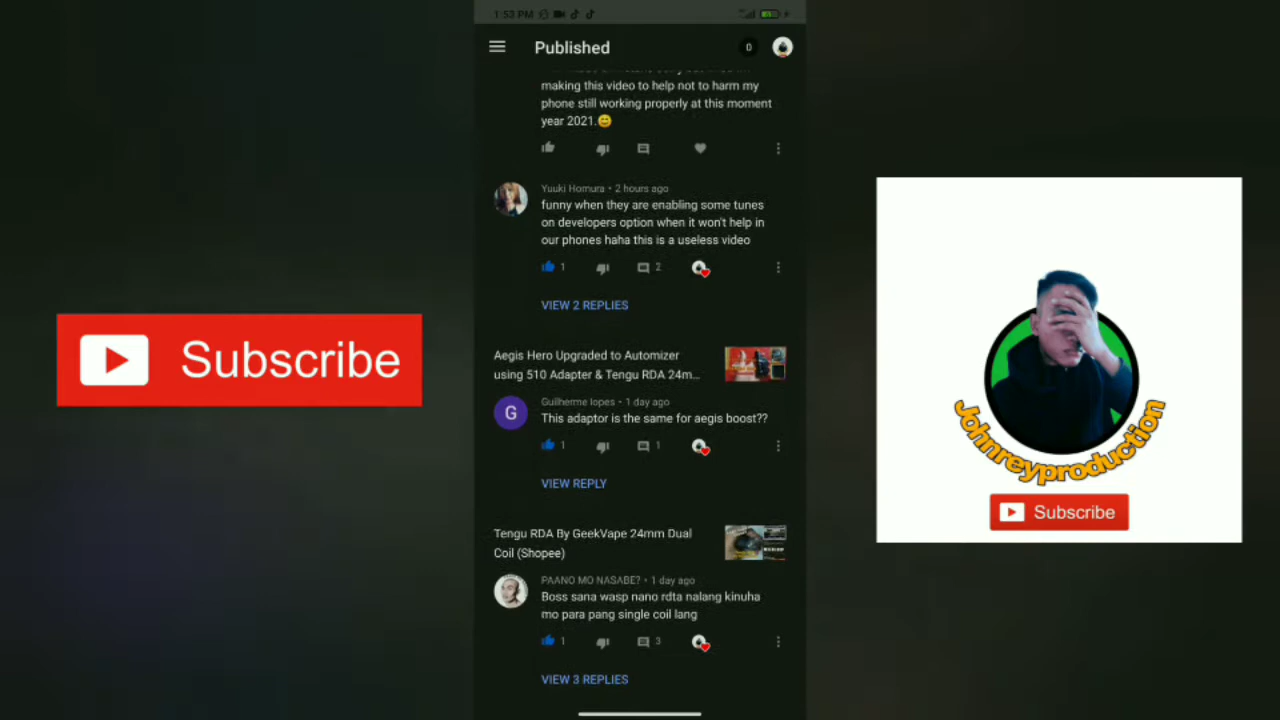 1:53 PM
Published
0
making this video to help not to harm my
phone still working properly at this moment
year 2021.😊
Yuuki Homura • 2 hours ago
funny when they are enabling some tunes
on developers option when it won't help in
our phones haha this is a useless video
1
2
VIEW 2 REPLIES
Aegis Hero Upgraded to Automizer
using 510 Adapter & Tengu RDA 24m...
Guilherme lopes • 1 day ago
G
This adaptor is the same for aegis boost??
1
1
VIEW REPLY
Tengu RDA By GeekVape 24mm Dual
Coil (Shopee)
PAANO MO NASABE? • 1 day ago
Boss sana wasp nano rdta nalang kinuha
mo para pang single coil lang
1
3
VIEW 3 REPLIES
Subscribe
Johnreyproduction
Subscribe